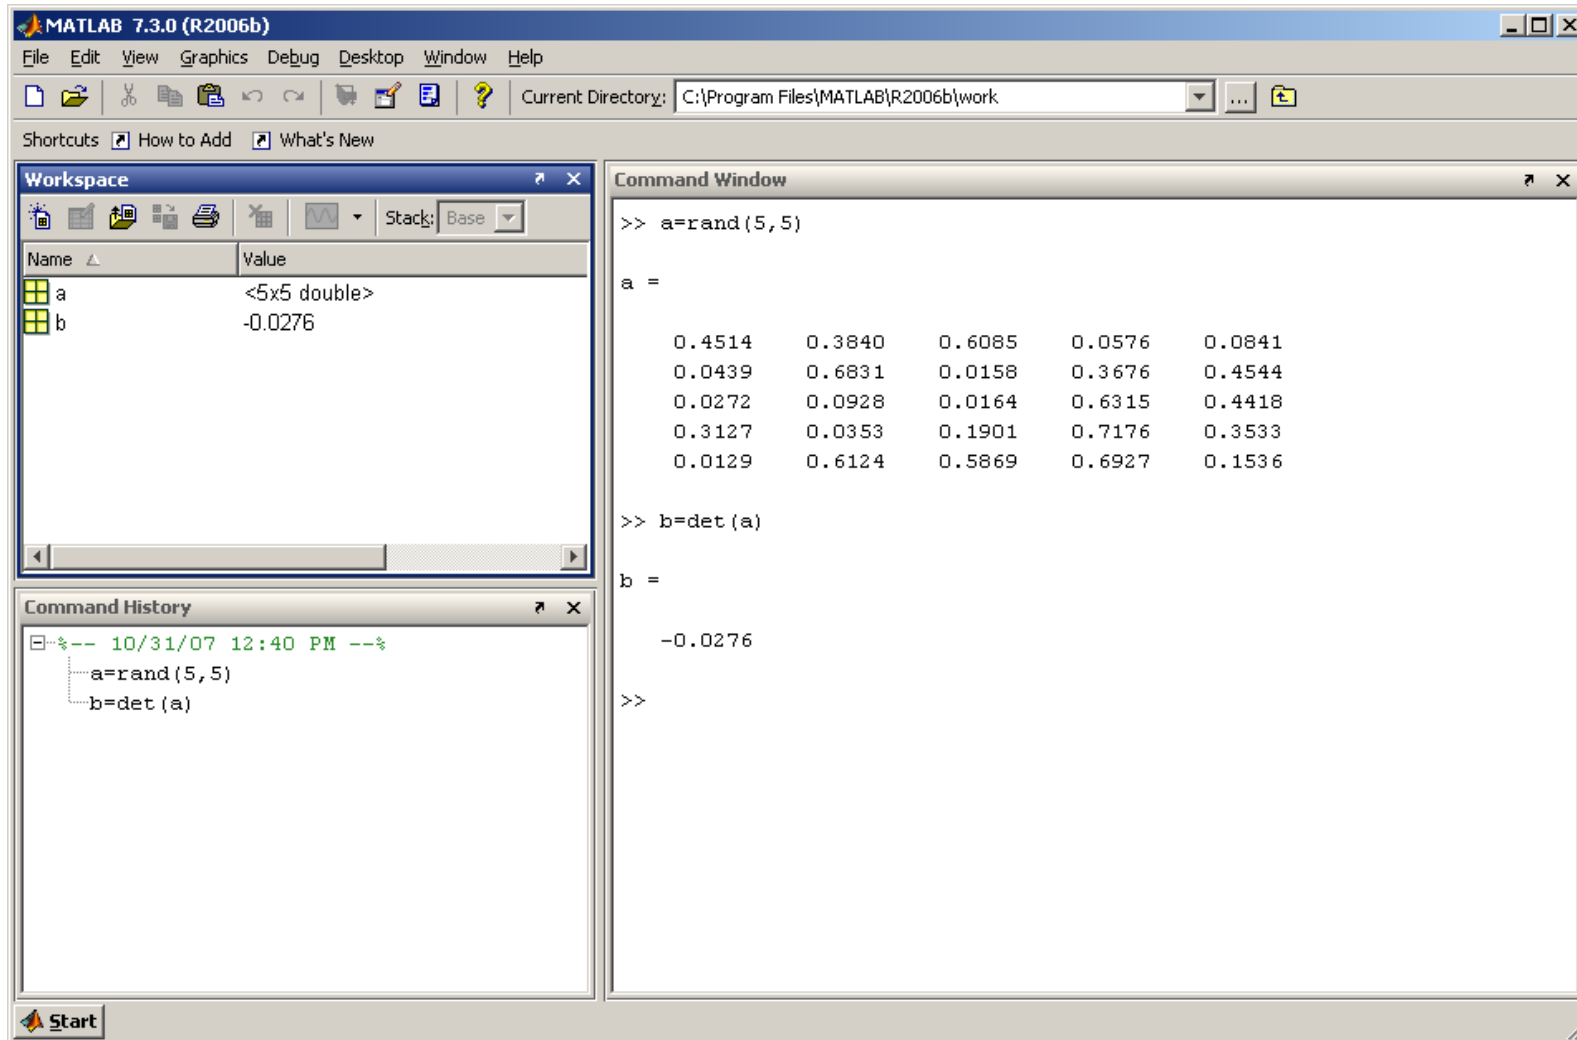 MATLAB 7.3.0 (R2006b)
File Edit View Graphics Debug Desktop Window Help
Current Directory: C:\Program Files\MATLAB\R2006b\work ...
Shortcuts How to Add What's New
Workspace
Stack: Base
Name Value
a <5x5 double>
b -0.0276
Command History
%-- 10/31/07 12:40 PM --%
a=rand(5,5)
b=det(a)
Command Window
>> a=rand(5,5)
a =
0.4514 0.3840 0.6085 0.0576 0.0841
0.0439 0.6831 0.0158 0.3676 0.4544
0.0272 0.0928 0.0164 0.6315 0.4418
0.3127 0.0353 0.1901 0.7176 0.3533
0.0129 0.6124 0.5869 0.6927 0.1536
>> b=det(a)
b =
-0.0276
>>
Start